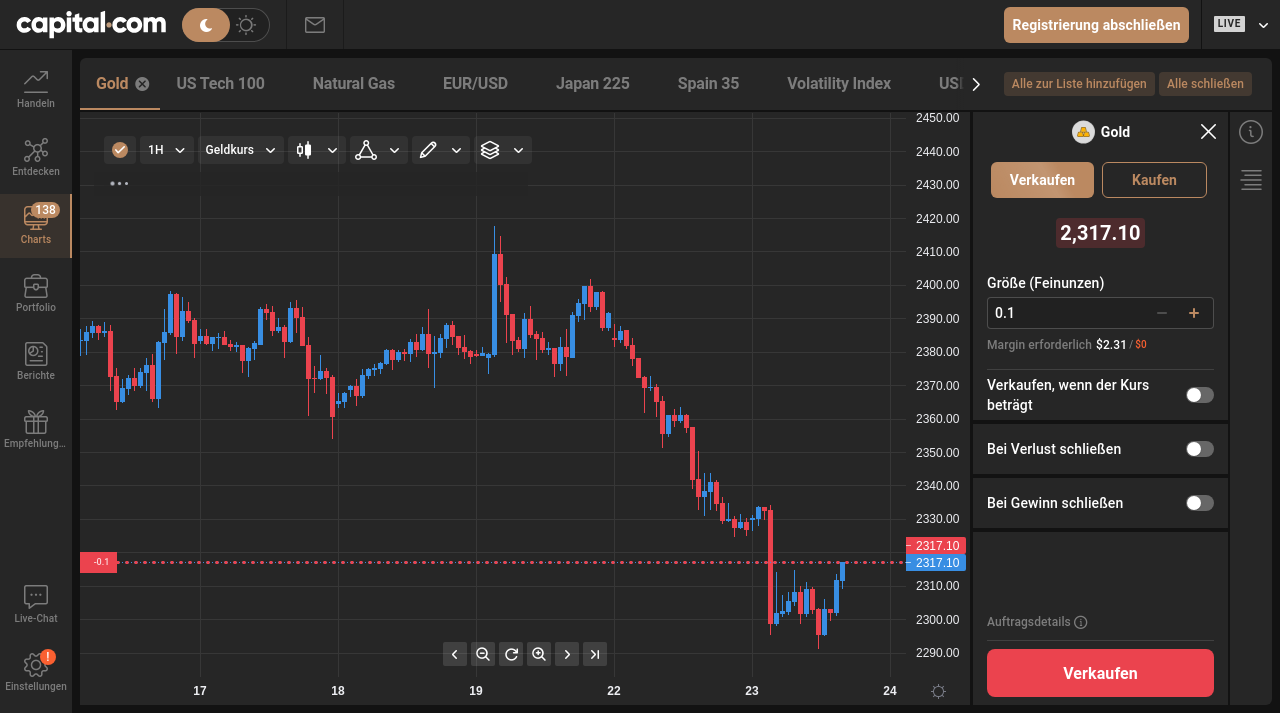 capital.com
Registrierung abschließen
LIVE
Handeln
Entdecken
138
Charts
Portfolio
Berichte
Empfehlung...
Live-Chat
!
Einstellungen
Gold
US Tech 100
Natural Gas
EUR/USD
Japan 225
Spain 35
Volatility Index
Alle zur Liste hinzufügen
Alle schließen
1H
Geldkurs
2450.00
2440.00
2430.00
2420.00
2410.00
2400.00
2390.00
2380.00
2370.00
2360.00
2350.00
2340.00
2330.00
2317.10
2317.10
2310.00
2300.00
2290.00
-0.1
17
18
19
22
23
24
Gold
Verkaufen
Kaufen
2,317.10
Größe (Feinunzen)
0.1
Margin erforderlich $2.31 / $0
Verkaufen, wenn der Kurs
beträgt
Bei Verlust schließen
Bei Gewinn schließen
Auftragsdetails
Verkaufen